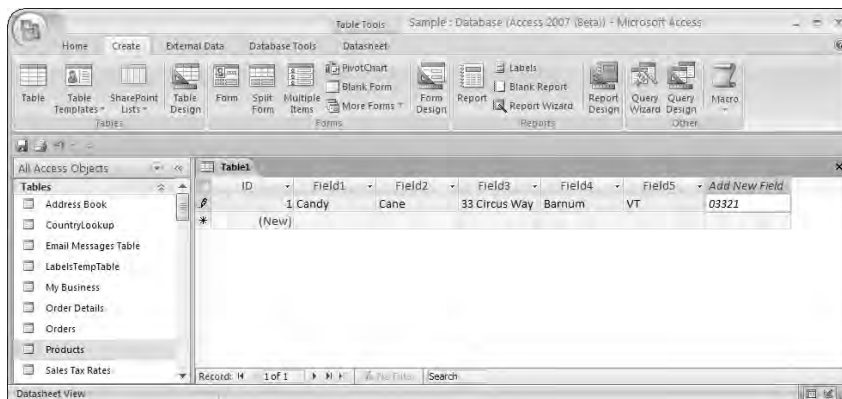 Table Tools Sample : Database (Access 2007 (Beta)) - Microsoft Access
Home Create External Data Database Tools Datasheet
Table
Table Templates
SharePoint Lists
Table Design
Tables
Form
Split Form
Multiple Items
PivotChart
Blank Form
More Forms
Form Design
Forms
Report
Labels
Blank Report
Report Wizard
Report Design
Reports
Query Wizard
Query Design
Macro
Other
All Access Objects
Tables
Address Book
CountryLookup
Email Messages Table
LabelsTempTable
My Business
Order Details
Orders
Products
Sales Tax Rates
Table1
ID Field1 Field2 Field3 Field4 Field5 Add New Field
1 Candy Cane 33 Circus Way Barnum VT 03321
* (New)
Record: 1 of 1 No Filter Search
Datasheet View